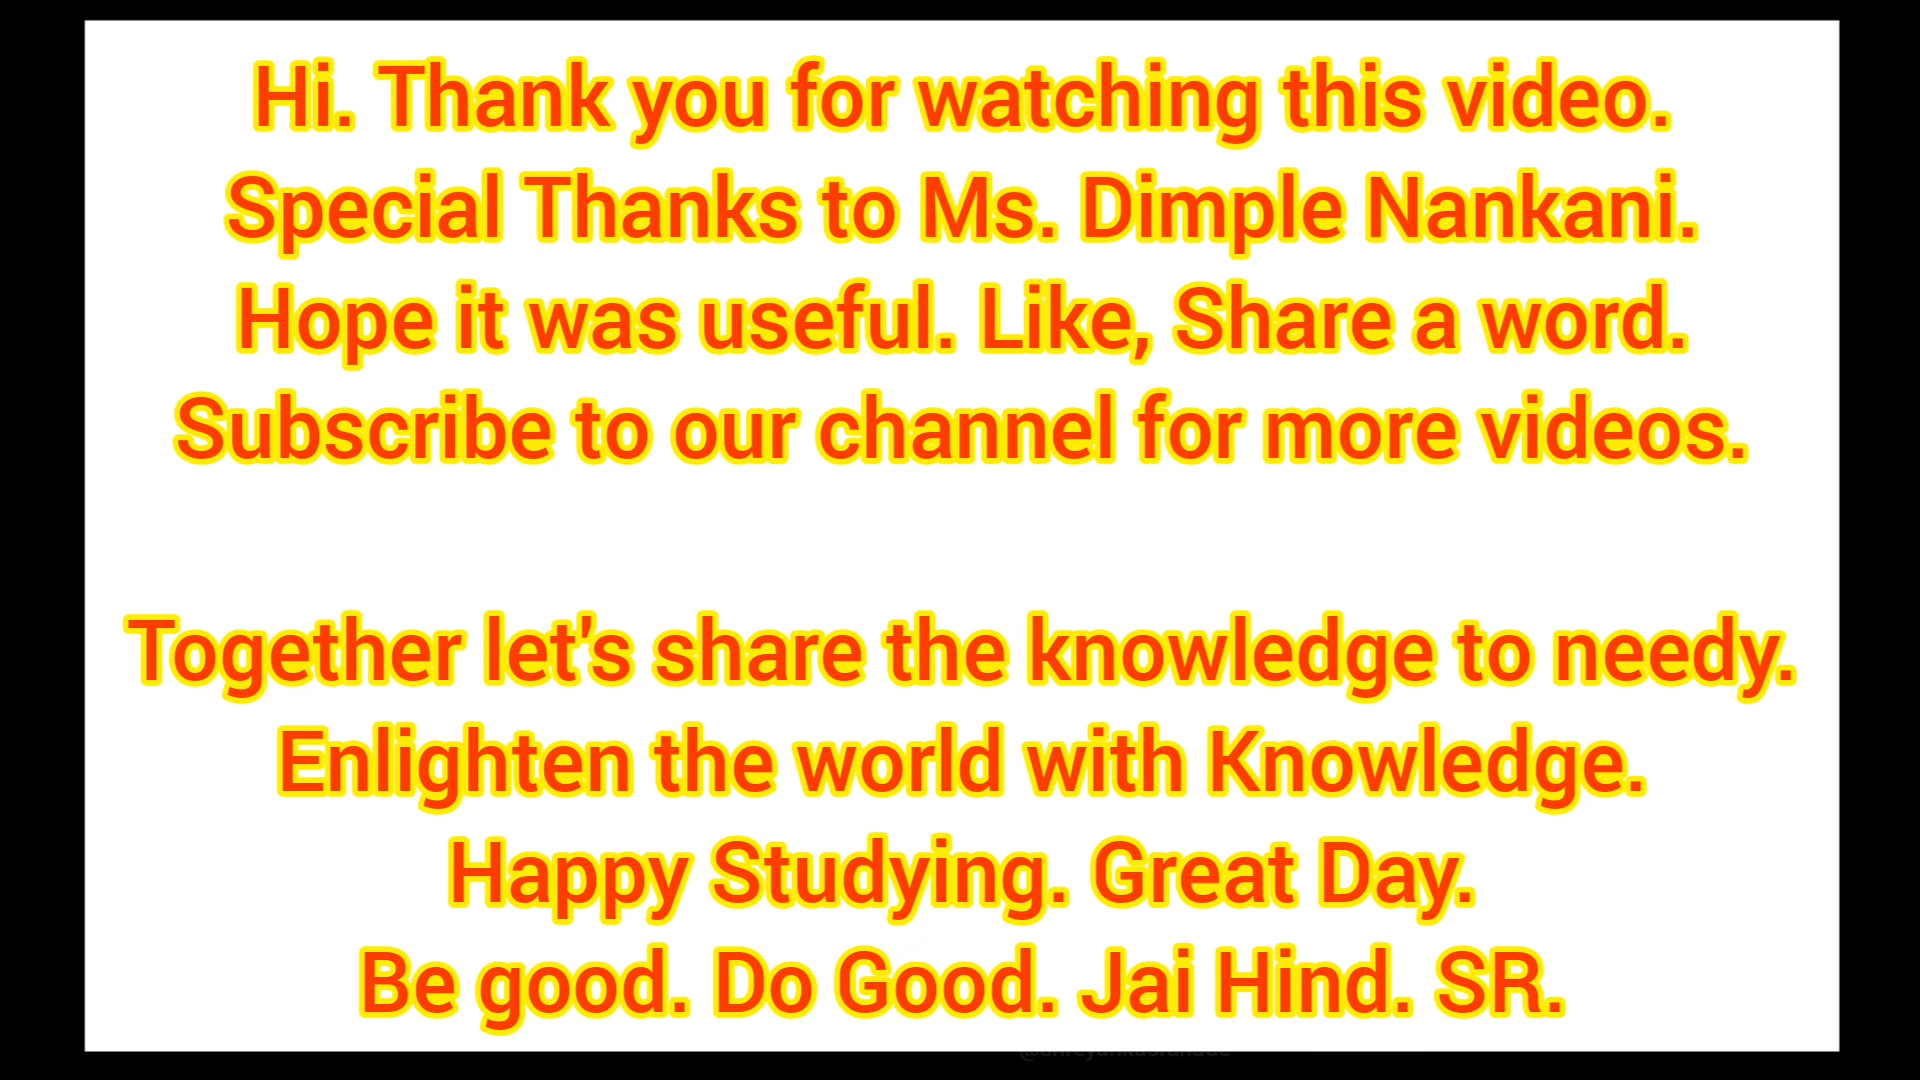 Hi. Thank you for watching this video.
Special Thanks to Ms. Dimple Nankani.
Hope it was useful. Like, Share a word.
Subscribe to our channel for more videos.
Together let's share the knowledge to needy.
Enlighten the world with Knowledge.
Happy Studying. Great Day.
Be good. Do Good. Jai Hind. SR.